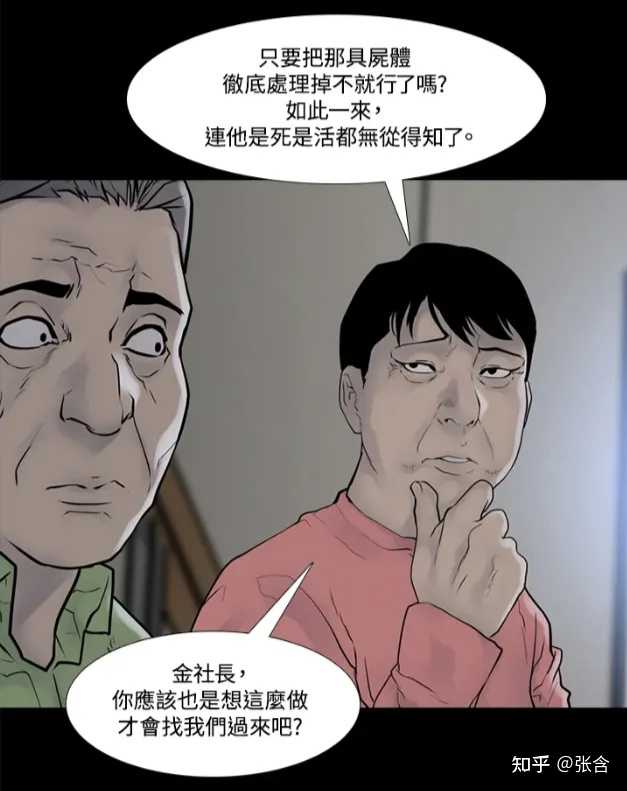 只要把那具屍體
徹底處理掉不就行了嗎?
如此一來，
連他是死是活都無從得知了。
金社長，
你應該也是想這麼做
才會找我們過來吧?
知乎 @张含